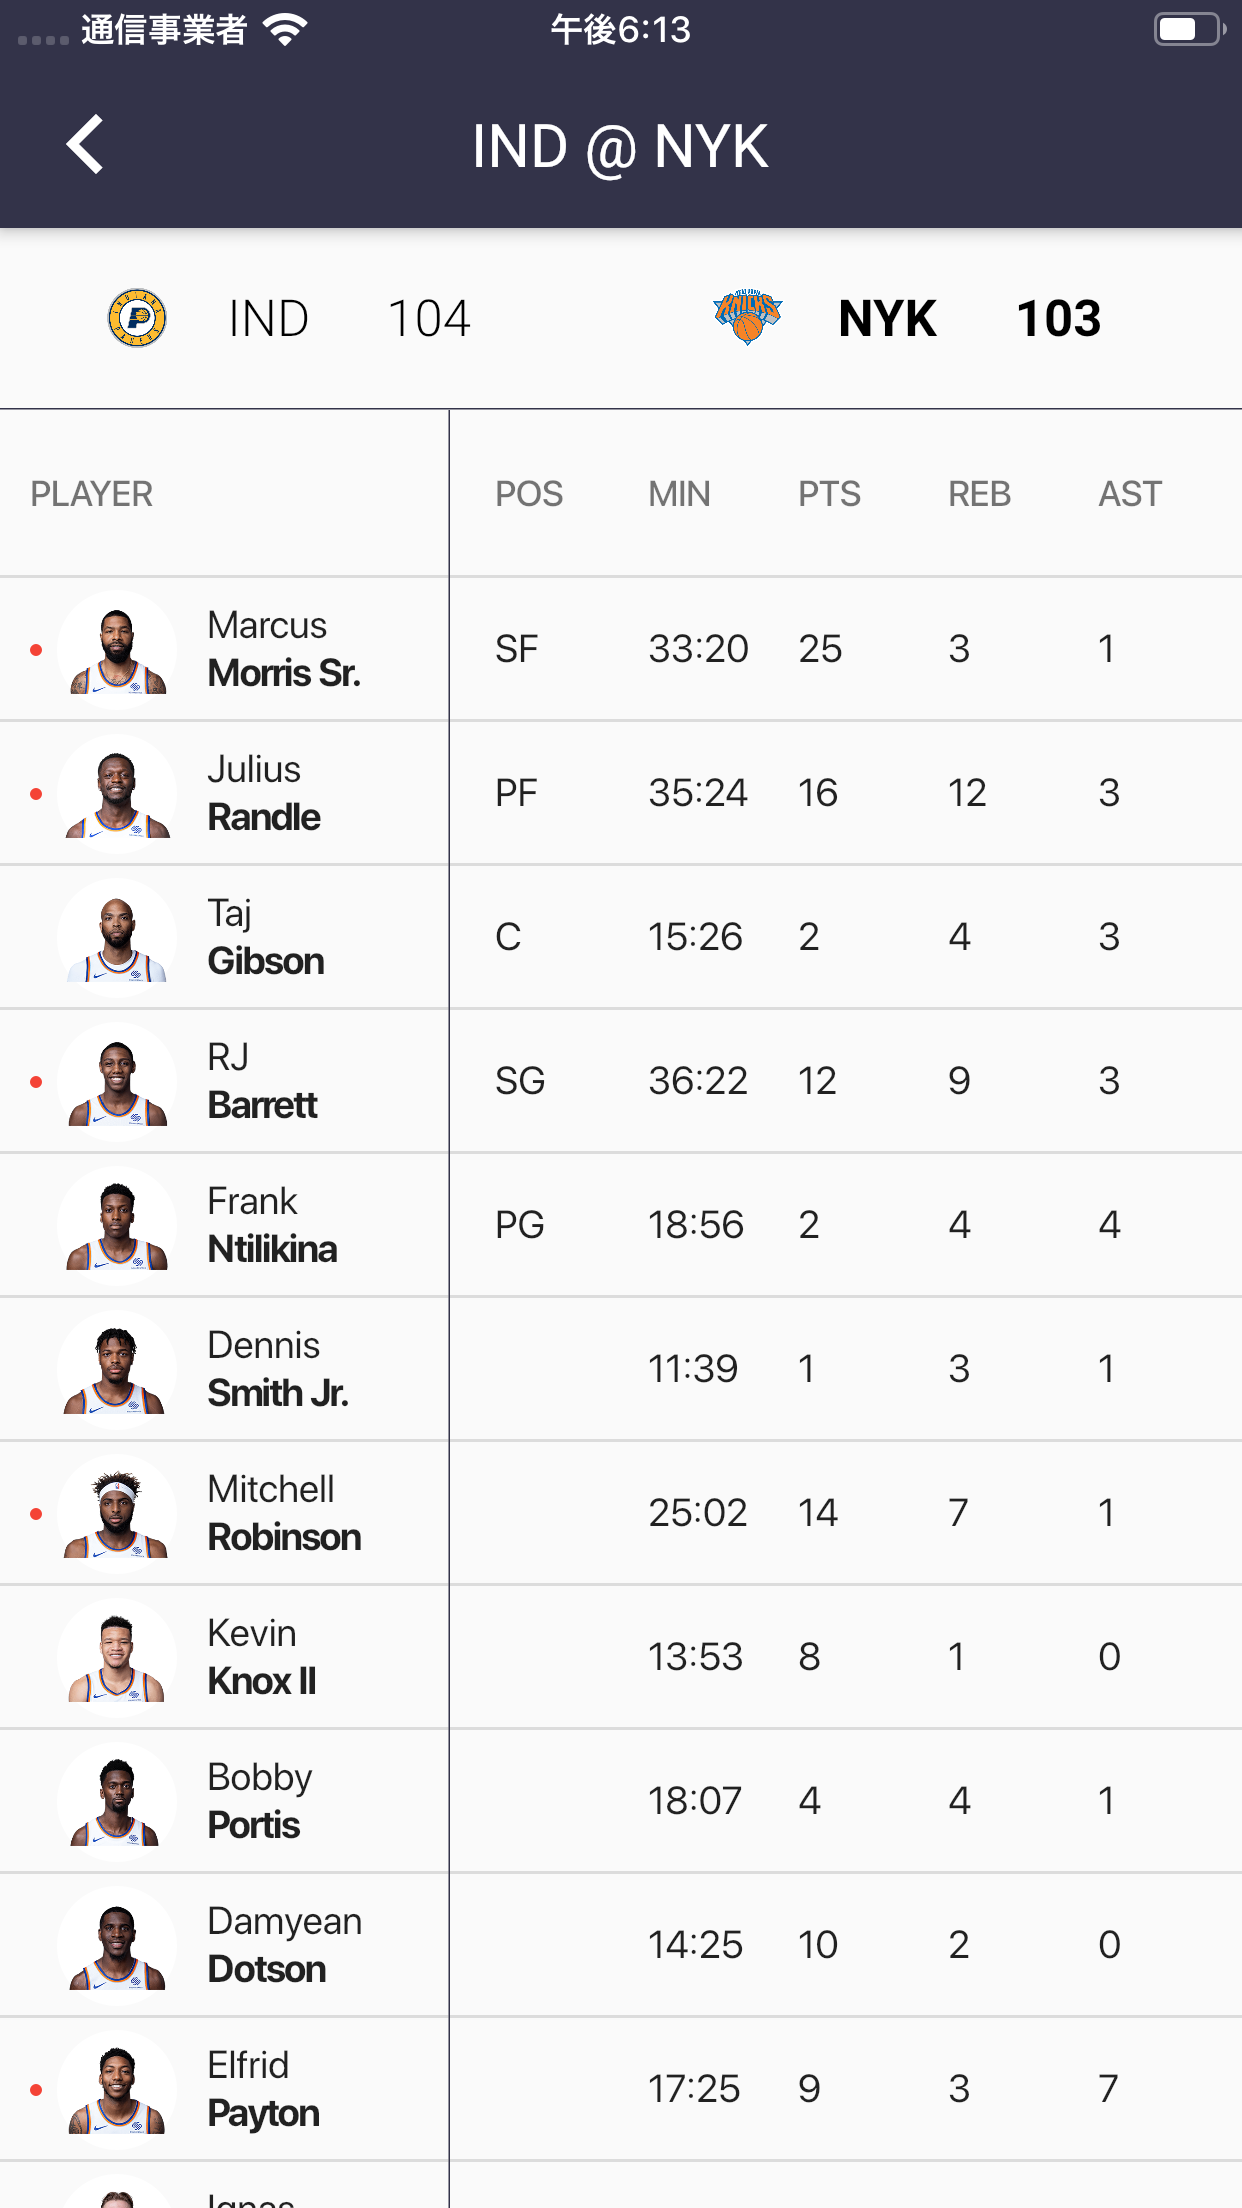 通信事業者 午後6:13
IND @ NYK
IND 104 NYK 103
PLAYER POS MIN PTS REB AST
Marcus
Morris Sr. SF 33:20 25 3 1
Julius
Randle PF 35:24 16 12 3
Taj
Gibson C 15:26 2 4 3
RJ
Barrett SG 36:22 12 9 3
Frank
Ntilikina PG 18:56 2 4 4
Dennis
Smith Jr. 11:39 1 3 1
Mitchell
Robinson 25:02 14 7 1
Kevin
Knox II 13:53 8 1 0
Bobby
Portis 18:07 4 4 1
Damyean
Dotson 14:25 10 2 0
Elfrid
Payton 17:25 9 3 7
Ignas